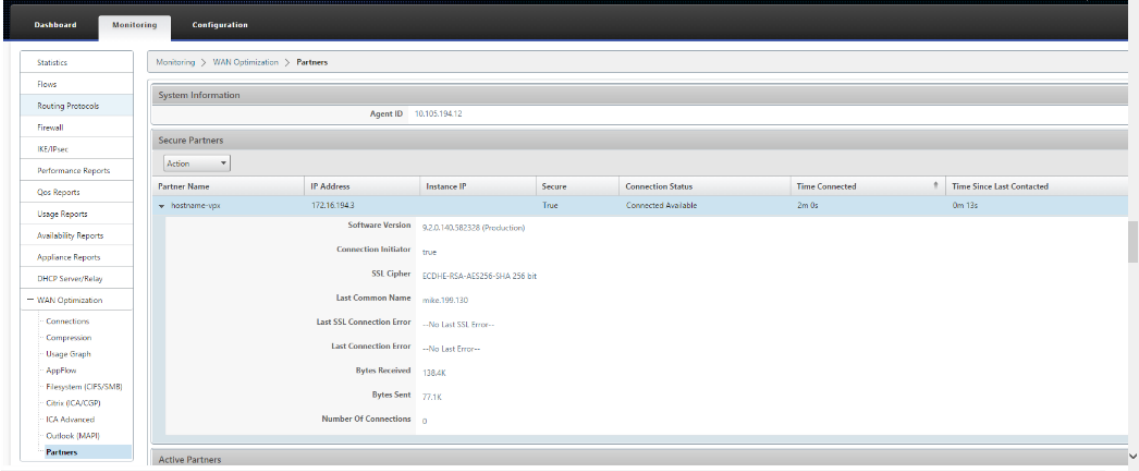 Dashboard Monitoring Configuration
Statistics
Flows
Routing Protocols
Firewall
IKE/IPsec
Performance Reports
Qos Reports
Usage Reports
Availability Reports
Appliance Reports
DHCP Server/Relay
WAN Optimization
Connections
Compression
Usage Graph
AppFlow
Filesystem (CIFS/SMB)
Citrix (ICA/CGP)
ICA Advanced
Outlook (MAPI)
Partners
Monitoring > WAN Optimization > Partners
System Information
Agent ID 10.105.194.12
Secure Partners
Action
Partner Name IP Address Instance IP Secure Connection Status Time Connected Time Since Last Contacted
hostname-vpx 172.16.194.3 True Connected Available 2m 0s 0m 13s
Software Version 9.2.0.140.582328 (Production)
Connection Initiator true
SSL Cipher ECDHE-RSA-AES256-SHA 256 bit
Last Common Name mike.199.130
Last SSL Connection Error --No Last SSL Error--
Last Connection Error --No Last Error--
Bytes Received 138.4K
Bytes Sent 77.1K
Number Of Connections 0
Active Partners